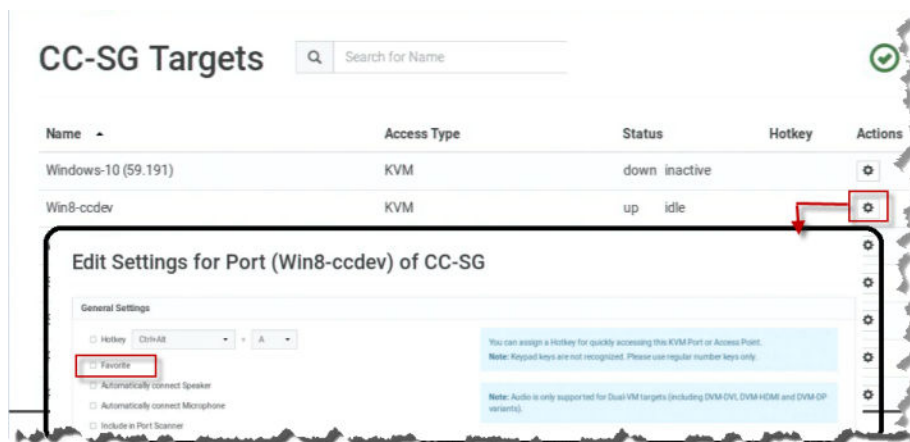 CC-SG Targets
Search for Name
Name Access Type Status Hotkey Actions
Windows-10 (59.191) KVM down inactive
Win8-ccdev KVM up idle
Edit Settings for Port (Win8-ccdev) of CC-SG
General Settings
Hotkey Ctrl+Alt + A
You can assign a Hotkey for quickly accessing this KVM Port or Access Point.
Note: Keypad keys are not recognized. Please use regular number keys only.
Favorite
Automatically connect Speaker
Automatically connect Microphone
Note: Audio is only supported for Dual-VM targets (including DVM-DVI, DVM-HDMI and DVM-DP
variants).
Include in Port Scanner